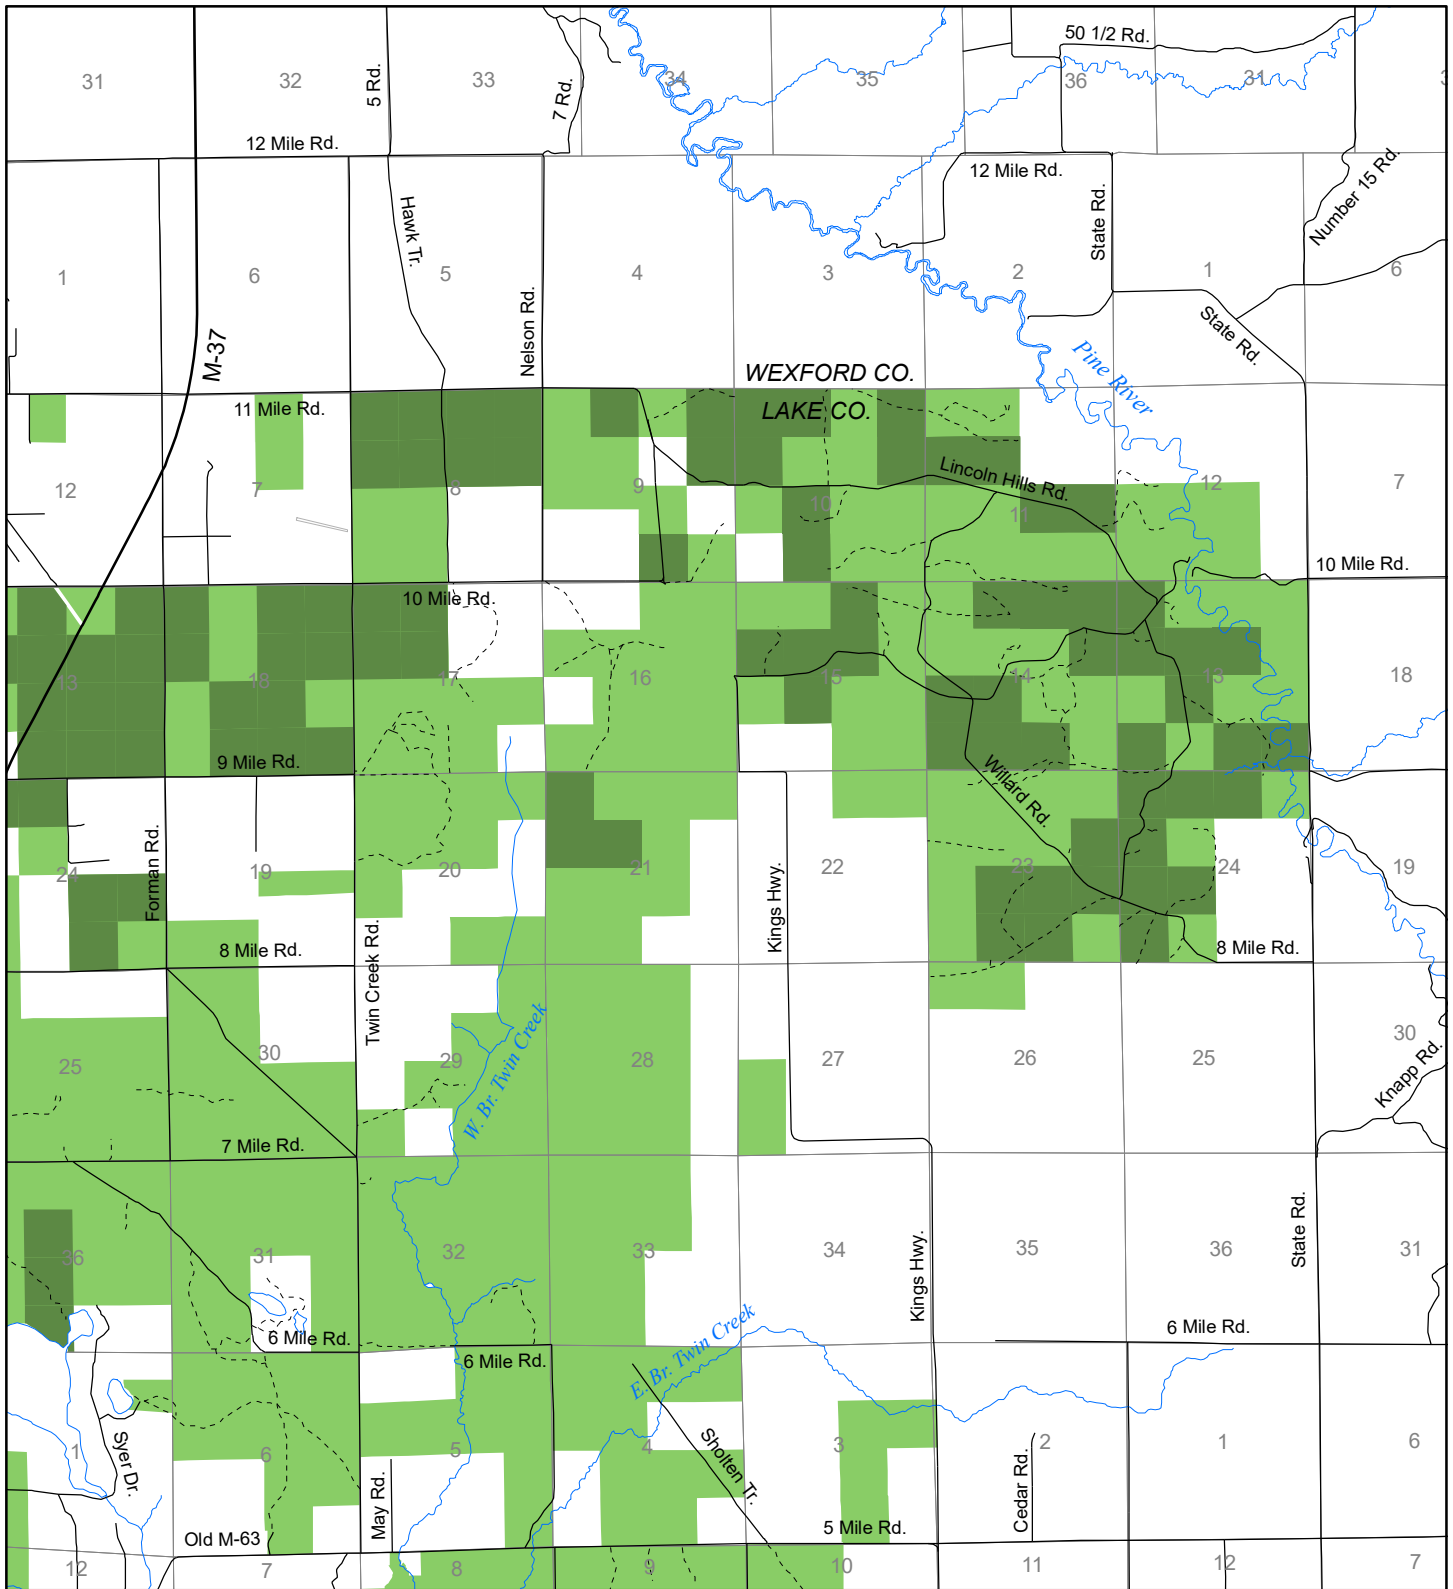 50 1/2 Rd.
31
32
5 Rd.
33
7 Rd.
34
35
36
31
3
12 Mile Rd.
12 Mile Rd.
Number 15 Rd.
Hawk Tr.
State Rd.
1
6
5
4
3
2
1
6
Nelson Rd.
M-37
State Rd.
Pine River
WEXFORD CO.
LAKE CO.
11 Mile Rd.
12
7
8
9
10
Lincoln Hills Rd.
11
12
7
10 Mile Rd.
10 Mile Rd.
13
18
17
16
15
14
13
18
9 Mile Rd.
Willard Rd.
Forman Rd.
24
19
20
21
22
23
24
19
Kings Hwy.
8 Mile Rd.
Twin Creek Rd.
8 Mile Rd.
W. Br. Twin Creek
25
30
29
28
27
26
25
30
Knapp Rd.
7 Mile Rd.
36
31
32
33
34
35
36
State Rd.
31
Kings Hwy.
6 Mile Rd.
6 Mile Rd.
6 Mile Rd.
E. Br. Twin Creek
1
Syer Dr.
6
5
4
Sholten Tr.
3
2
1
6
May Rd.
Cedar Rd.
Old M-63
5 Mile Rd.
12
7
8
9
10
11
12
7